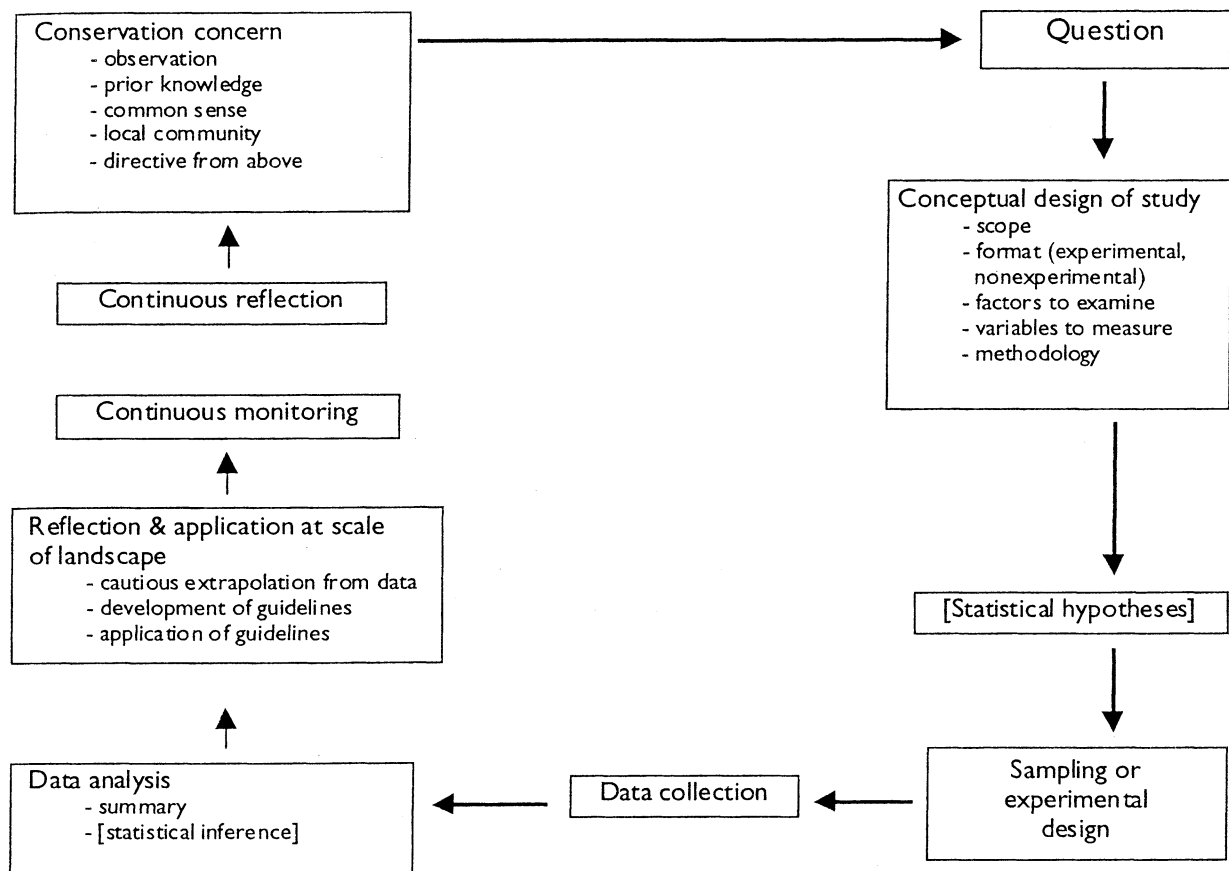 Conservation concern
- observation
- prior knowledge
- common sense
- local community
- directive from above
Question
Conceptual design of study
- scope
- format (experimental,
nonexperimental)
- factors to examine
- variables to measure
- methodology
[Statistical hypotheses]
Sampling or
experimental
design
Data collection
Data analysis
- summary
- [statistical inference]
Reflection & application at scale
of landscape
- cautious extrapolation from data
- development of guidelines
- application of guidelines
Continuous monitoring
Continuous reflection